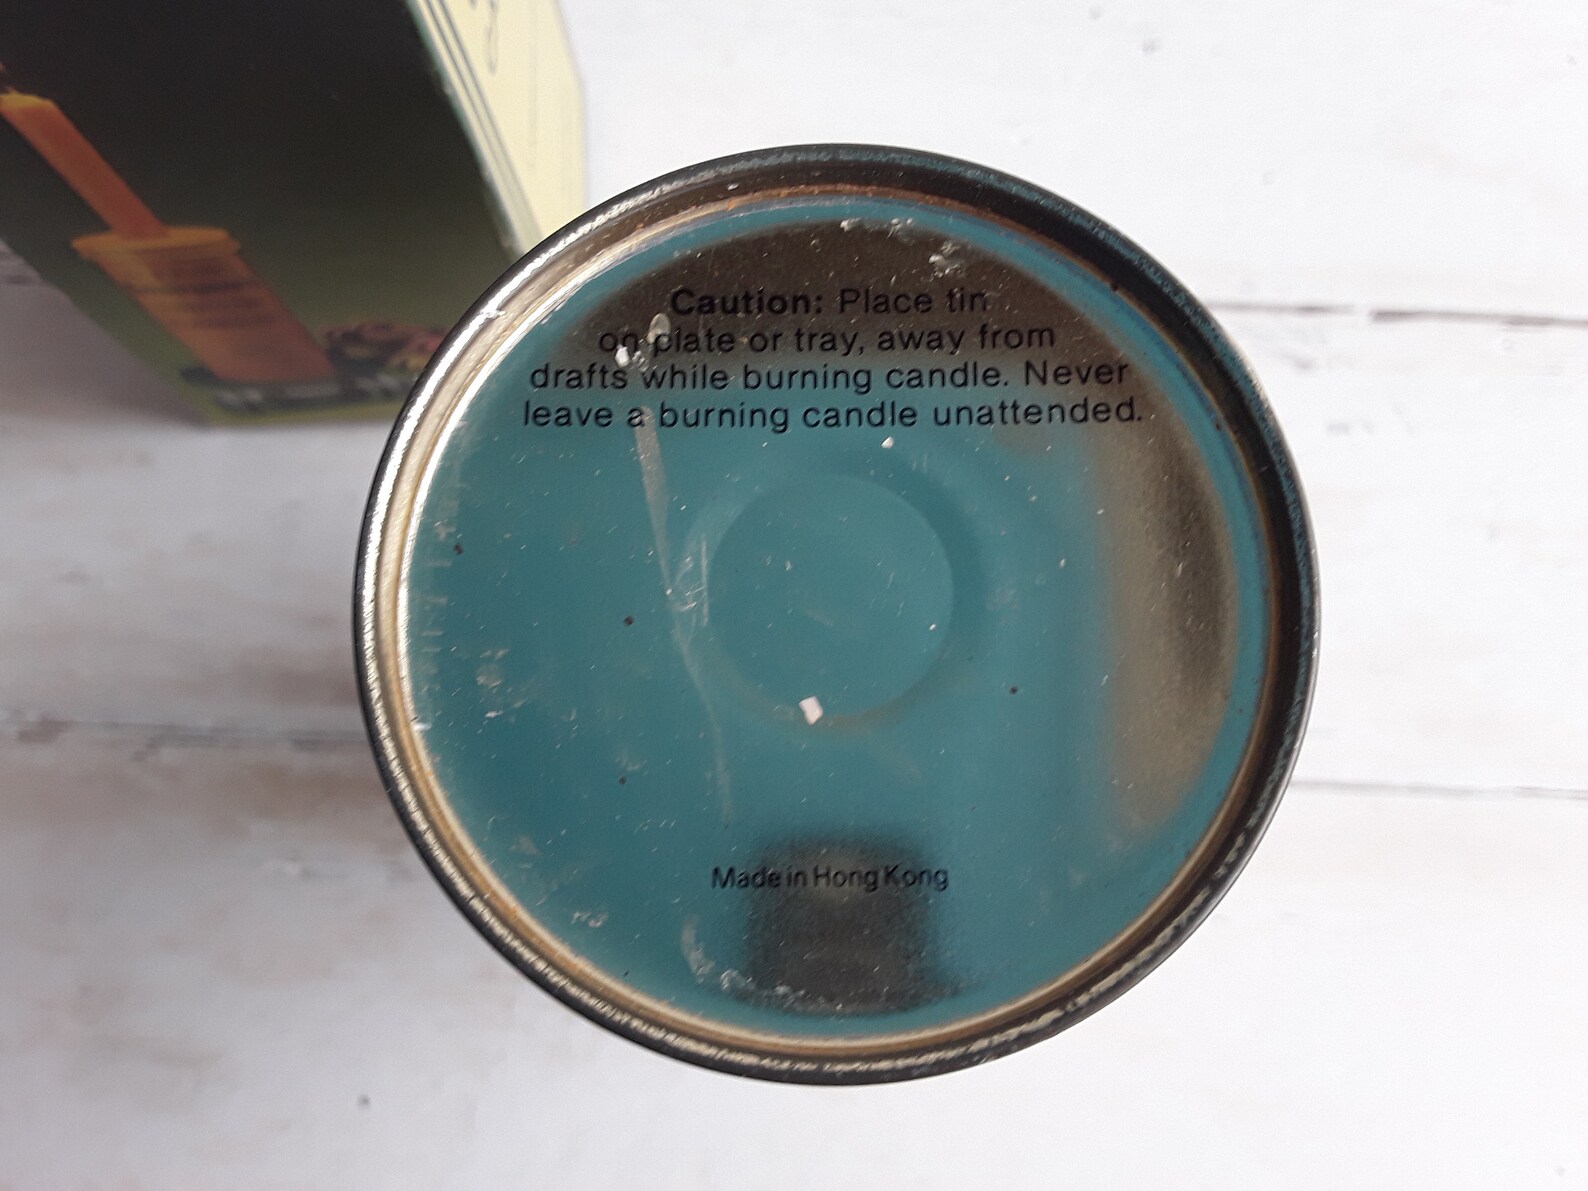 Caution: Place tin
on plate or tray, away from
drafts while burning candle. Never
leave a burning candle unattended.
Made in Hong Kong